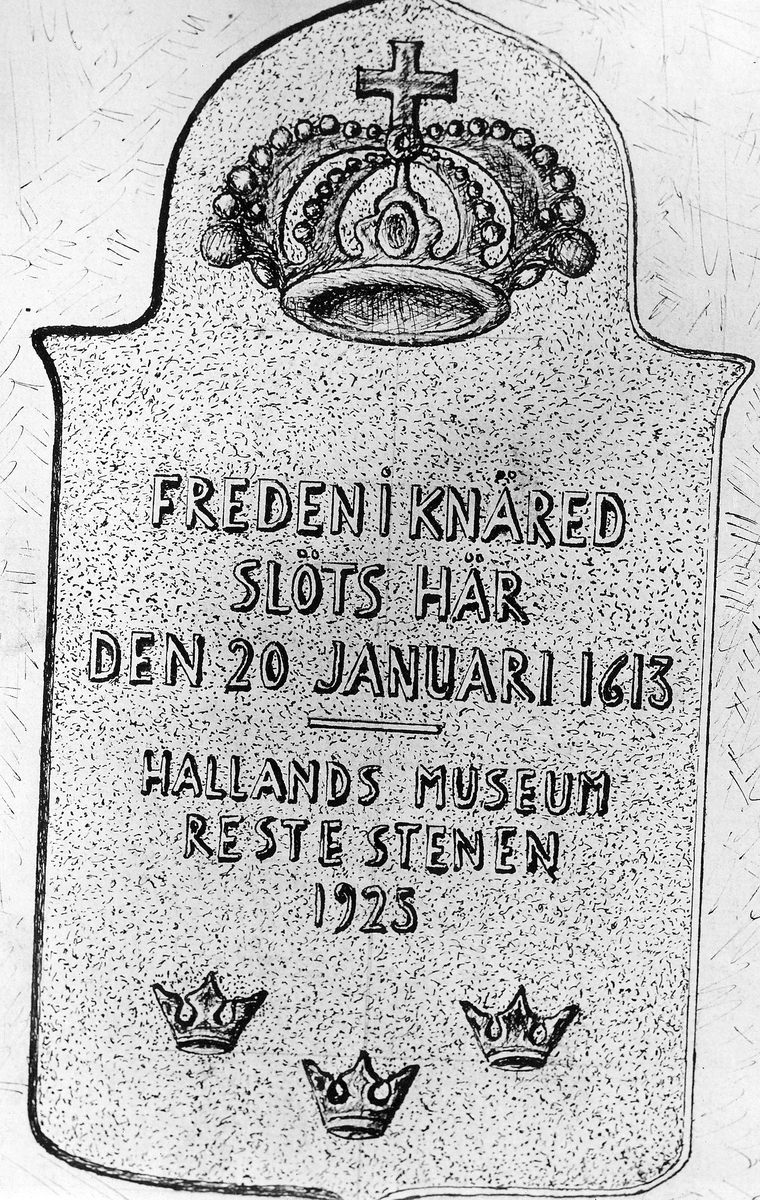 FREDEN i KNÄRED
SLÖTS HÄR
DEN 20 JANUARI 1613
HALLANDS MUSEUM
RESTE STENEN
1925